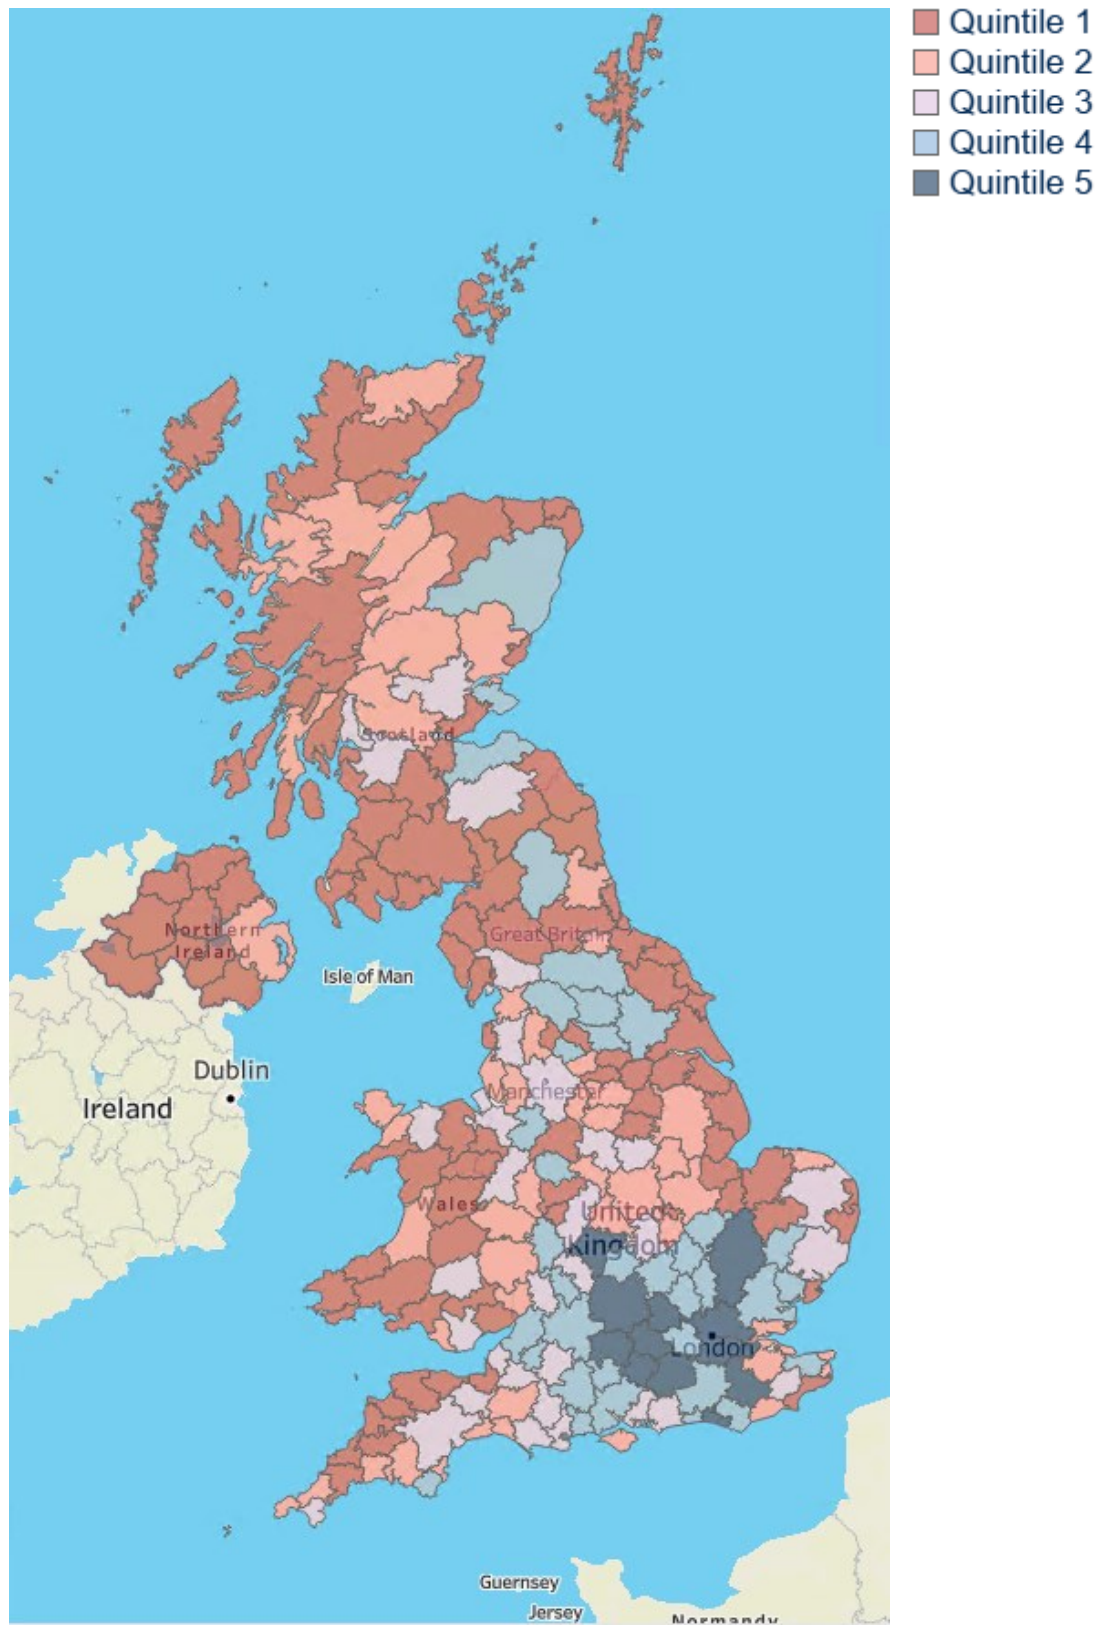 Quintile 1
Quintile 2
Quintile 3
Quintile 4
Quintile 5
Scotland
Northern
Ireland
Great Britain
Isle of Man
Dublin
Ireland
Manchester
Wales
United
Kingdom
London
Guernsey
Jersey
Normandy